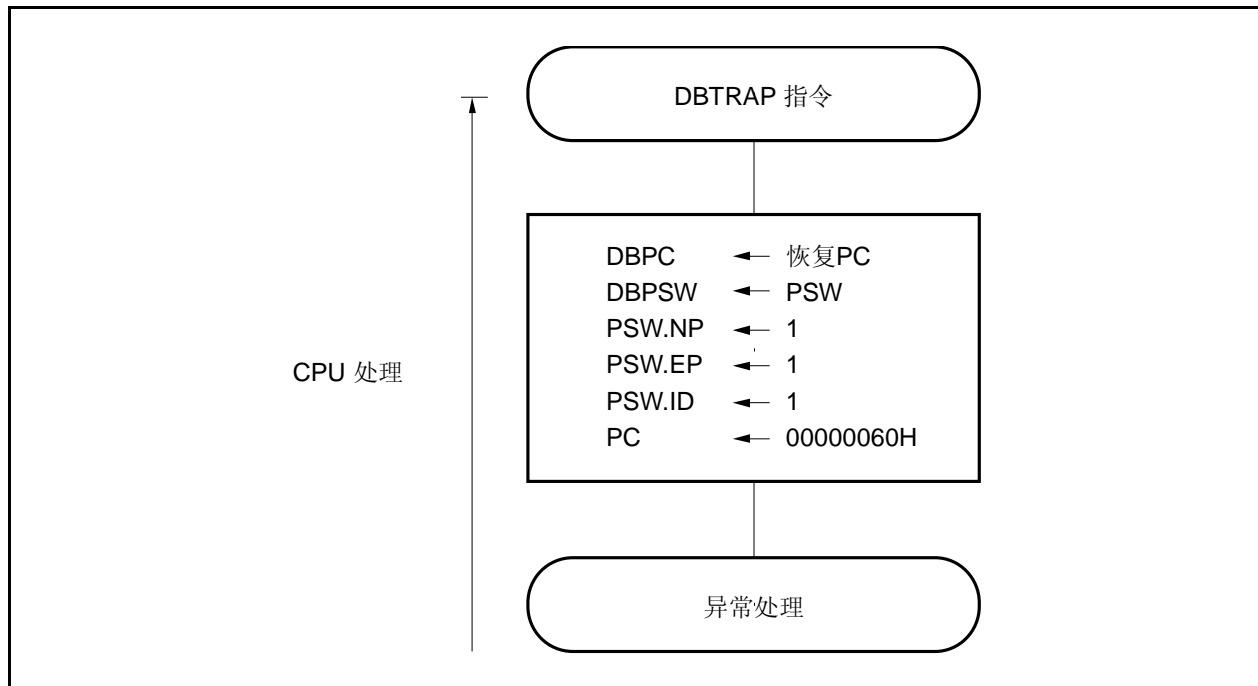 DBTRAP 指令
DBPC ← 恢复PC
DBPSW ← PSW
PSW.NP ← 1
PSW.EP ← 1
PSW.ID ← 1
PC ← 00000060H
CPU 处理
异常处理